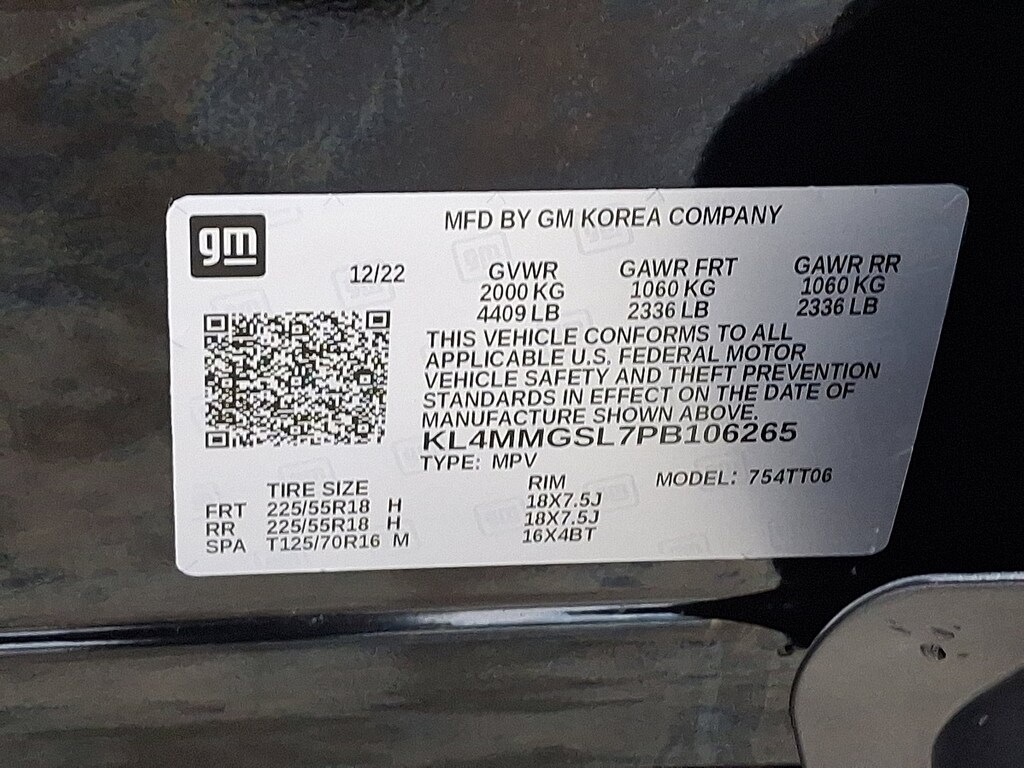 gm
MFD BY GM KOREA COMPANY
12/22
GVWR GAWR FRT GAWR RR
2000 KG 1060 KG 1060 KG
4409 LB 2336 LB 2336 LB
THIS VEHICLE CONFORMS TO ALL
APPLICABLE U.S. FEDERAL MOTOR
VEHICLE SAFETY AND THEFT PREVENTION
STANDARDS IN EFFECT ON THE DATE OF
MANUFACTURE SHOWN ABOVE.
KL4MMGSL7PB106265
TYPE: MPV
TIRE SIZE RIM MODEL: 754TT06
FRT 225/55R18 H 18X7.5J
RR 225/55R18 H 18X7.5J
SPA T125/70R16 M 16X4BT